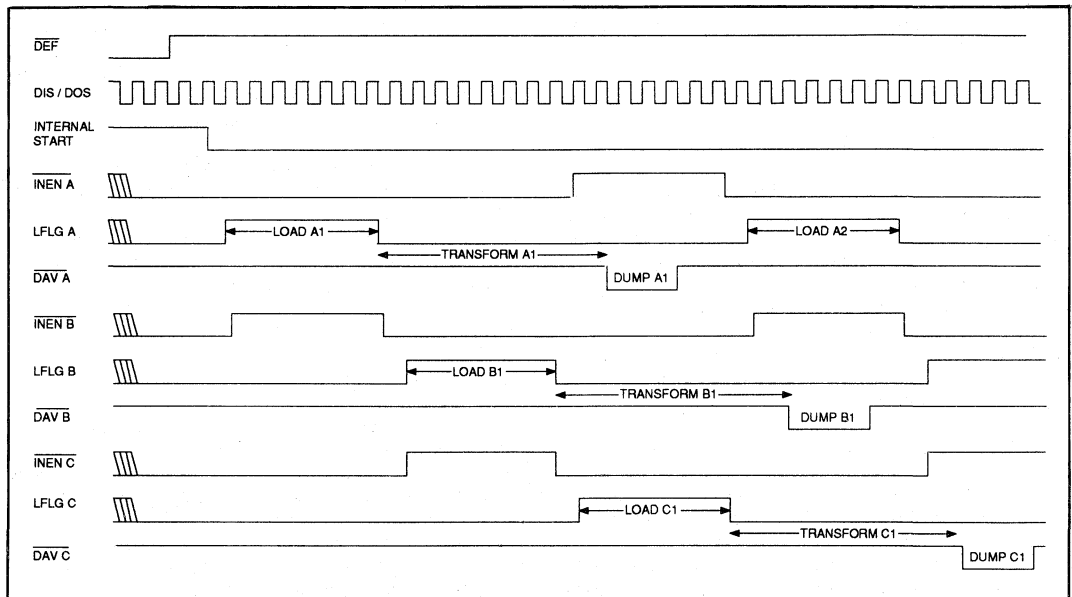 DEF
DIS / DOS
INTERNAL
START
INEN A
LFLG A
LOAD A1
LOAD A2
TRANSFORM A1
DAV A
DUMP A1
INEN B
LFLG B
LOAD B1
TRANSFORM B1
DAV B
DUMP B1
INEN C
LFLG C
LOAD C1
TRANSFORM C1
DAV C
DUMP C1